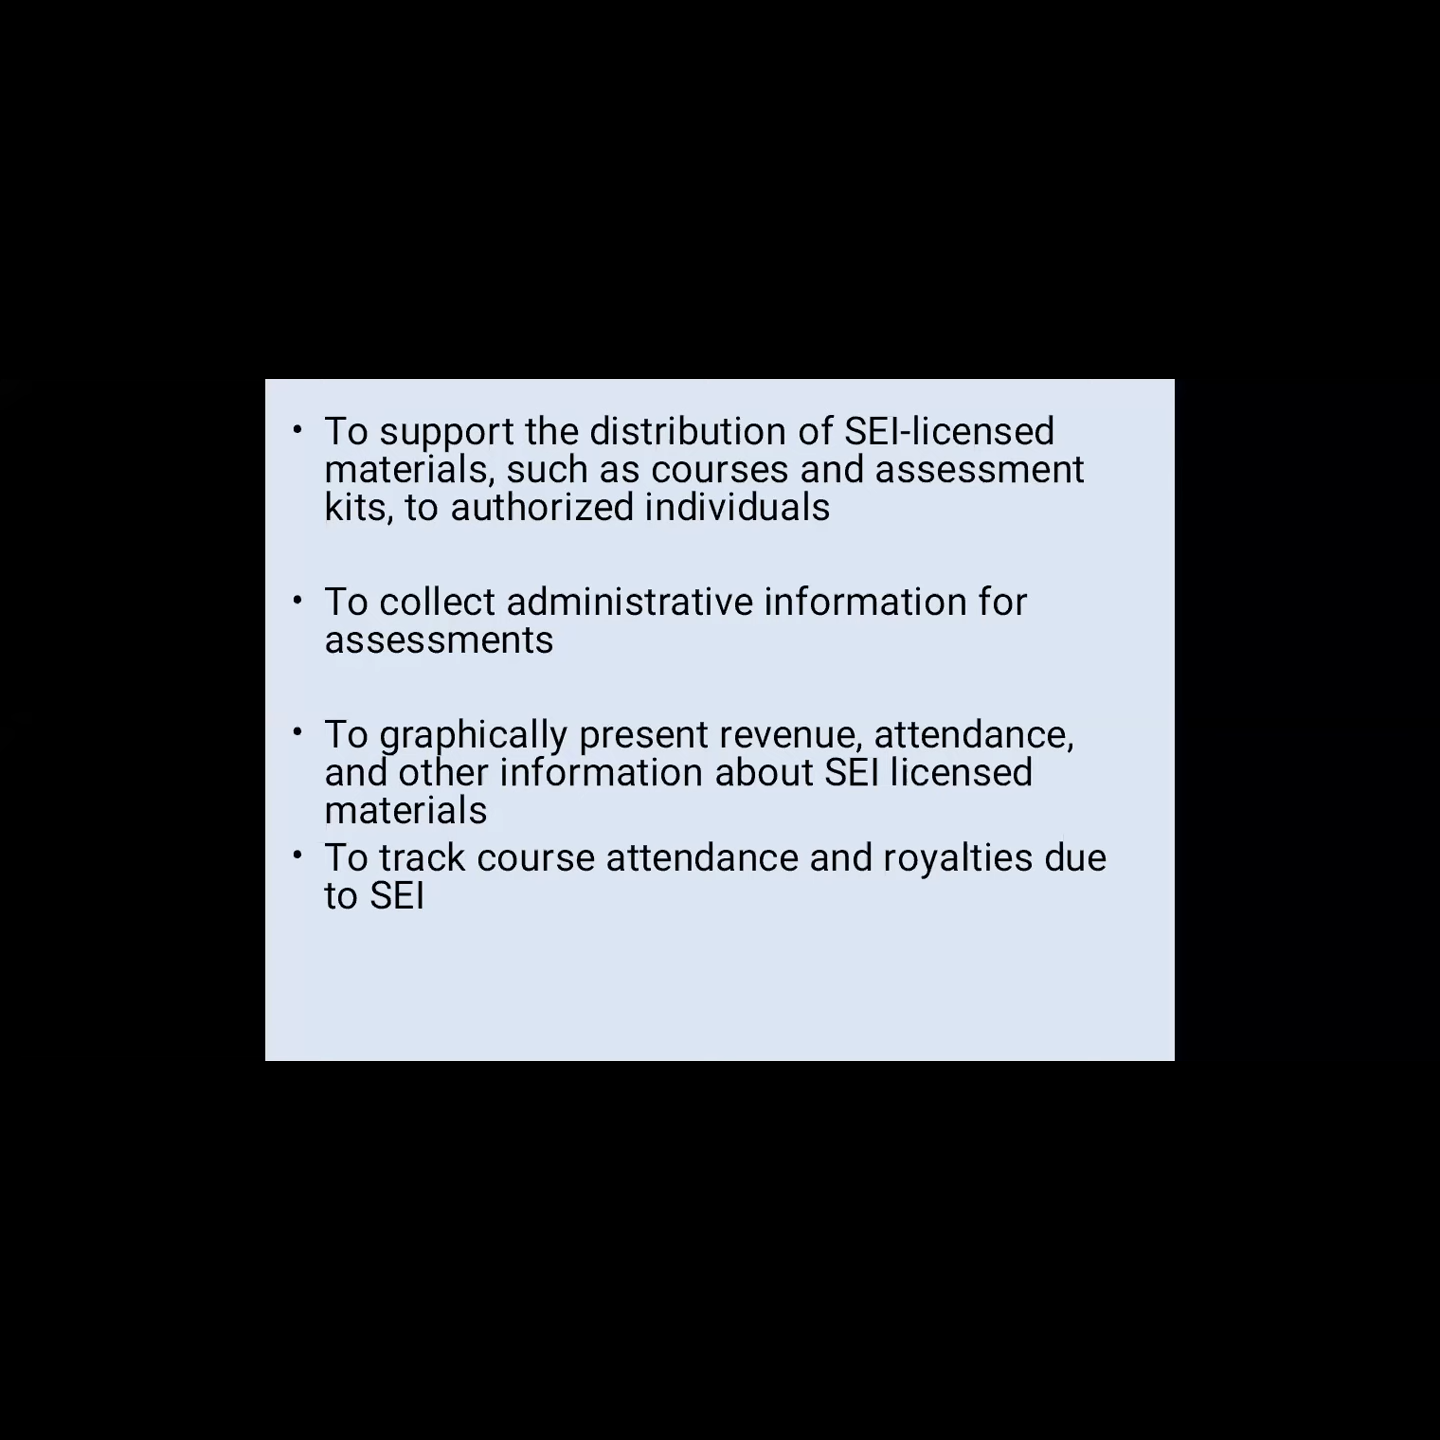 • To support the distribution of SEI-licensed
materials, such as courses and assessment
kits, to authorized individuals
• To collect administrative information for
assessments
• To graphically present revenue, attendance,
and other information about SEI licensed
materials
• To track course attendance and royalties due
to SEI